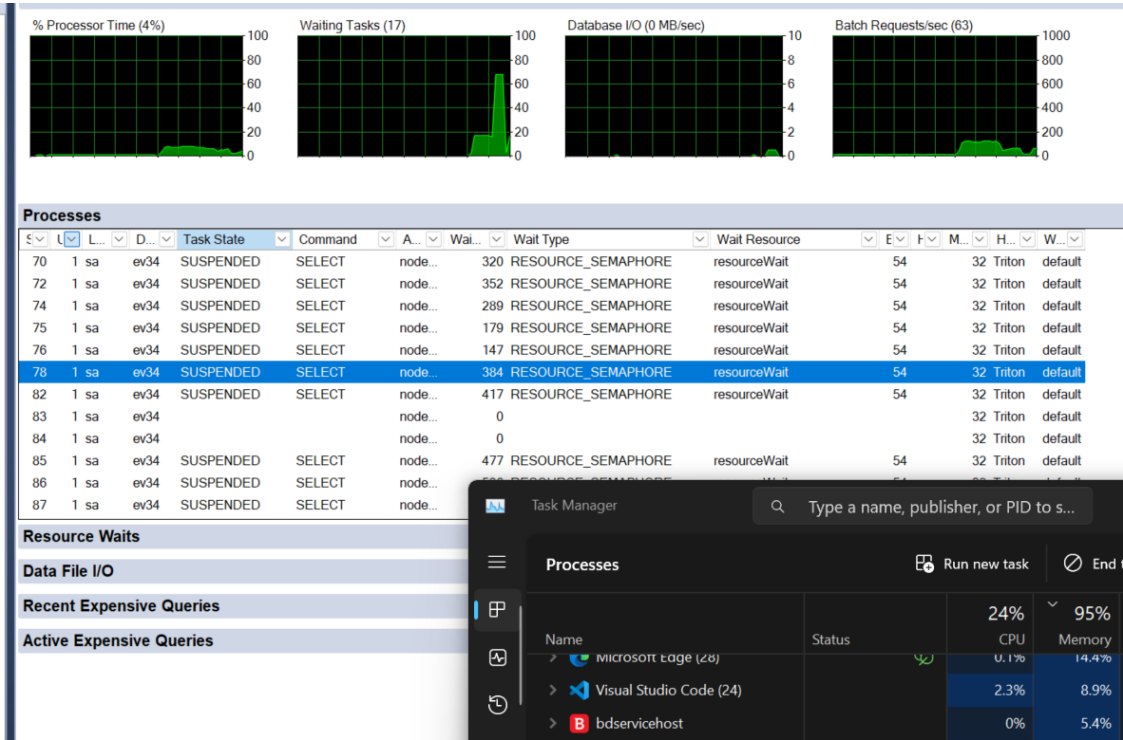 % Processor Time (4%) Waiting Tasks (17) Database I/O (0 MB/sec) Batch Requests/sec (63)
100 100 10 1000
80 80 8 800
60 60 6 600
40 40 4 400
20 20 2 200
0 0 0 0
Processes
L... D... Task State Command A... Wai... Wait Type Wait Resource M... H... W...
70 1 sa ev34 SUSPENDED SELECT node... 320 RESOURCE_SEMAPHORE resourceWait 54 32 Triton default
72 1 sa ev34 SUSPENDED SELECT node... 352 RESOURCE_SEMAPHORE resourceWait 54 32 Triton default
74 1 sa ev34 SUSPENDED SELECT node... 289 RESOURCE_SEMAPHORE resourceWait 54 32 Triton default
75 1 sa ev34 SUSPENDED SELECT node... 179 RESOURCE_SEMAPHORE resourceWait 54 32 Triton default
76 1 sa ev34 SUSPENDED SELECT node... 147 RESOURCE_SEMAPHORE resourceWait 54 32 Triton default
78 1 sa ev34 SUSPENDED SELECT node... 384 RESOURCE_SEMAPHORE resourceWait 54 32 Triton default
82 1 sa ev34 SUSPENDED SELECT node... 417 RESOURCE_SEMAPHORE resourceWait 54 32 Triton default
83 1 sa ev34 node... 0 32 Triton default
84 1 sa ev34 node... 0 32 Triton default
85 1 sa ev34 SUSPENDED SELECT node... 477 RESOURCE_SEMAPHORE resourceWait 54 32 Triton default
86 1 sa ev34 SUSPENDED SELECT node...
87 1 sa ev34 SUSPENDED SELECT node...
Resource Waits
Data File I/O
Recent Expensive Queries
Active Expensive Queries
Task Manager
Type a name, publisher, or PID to s...
Processes Run new task End
24% 95%
Name Status CPU Memory
Microsoft Edge (28) 0.1% 14.4%
Visual Studio Code (24) 2.3% 8.9%
B bdservicehost 0% 5.4%